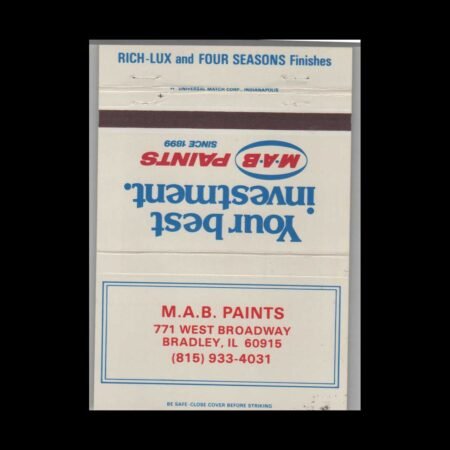 RICH-LUX and FOUR SEASONS Finishes
UNIVERSAL MATCH CORP., INDIANAPOLIS
Your best
investment.
M·A·B PAINTS
SINCE 1899
M.A.B. PAINTS
771 WEST BROADWAY
BRADLEY, IL 60915
(815) 933-4031
BE SAFE-CLOSE COVER BEFORE STRIKING